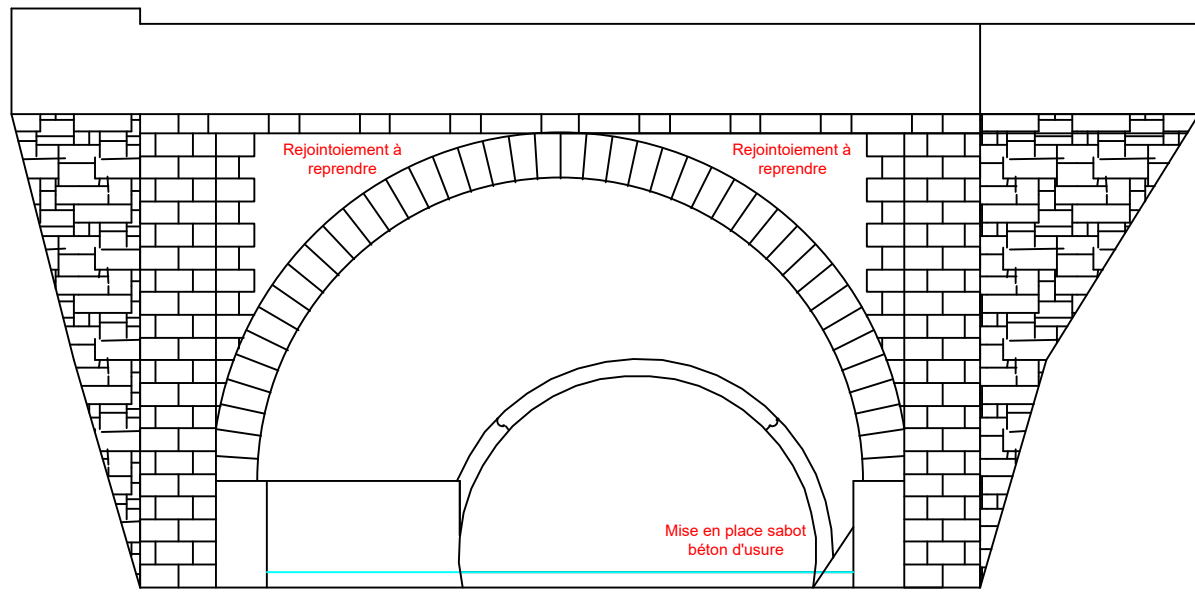 Rejointoiement à
reprendre
Rejointoiement à
reprendre
Mise en place sabot
béton d'usure